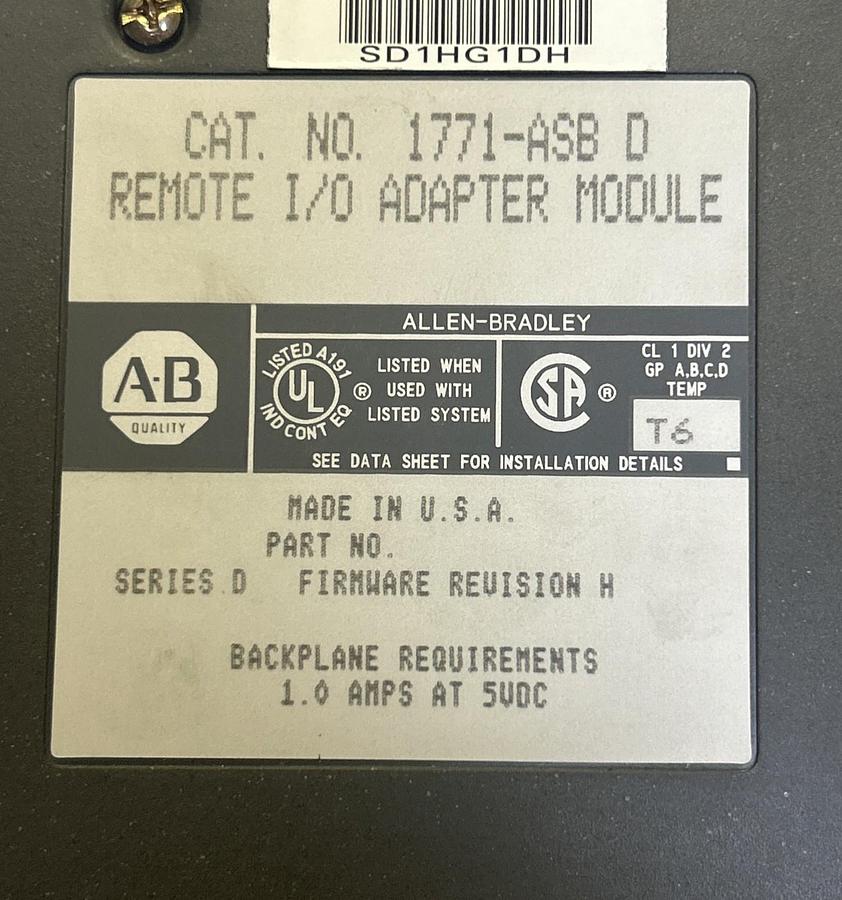 SD1HG1DH
CAT. NO. 1771-ASB D
REMOTE I/O ADAPTER MODULE
ALLEN-BRADLEY
A·B
QUALITY
LISTED A191
UL
IND CONT EQ
®
LISTED WHEN
USED WITH
LISTED SYSTEM
SA ®
CL 1 DIV 2
GP A,B,C,D
TEMP
T6
SEE DATA SHEET FOR INSTALLATION DETAILS
MADE IN U.S.A.
PART NO.
SERIES D FIRMWARE REVISION H
BACKPLANE REQUIREMENTS
1.0 AMPS AT 5VDC